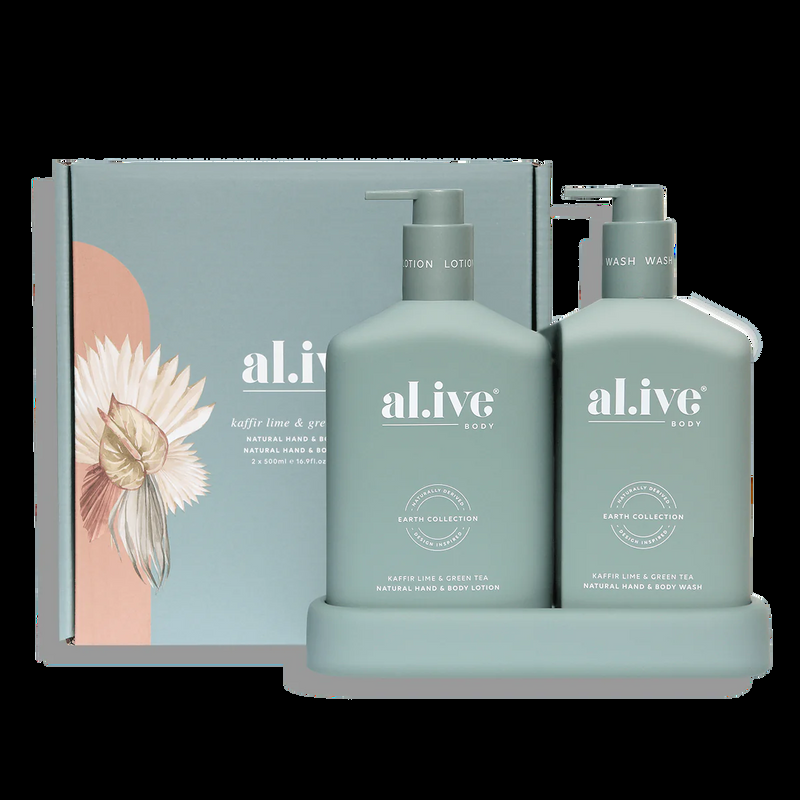 al.ive
kaffir lime & gre
NATURAL HAND & BO
NATURAL HAND & BO
2 x 500ml e 16.9fl.oz
OTION LOTION
al.ive®
BODY
NATURALLY DERIVED
EARTH COLLECTION
DESIGN INSPIRED
KAFFIR LIME & GREEN TEA
NATURAL HAND & BODY LOTION
WASH WASH
al.ive®
BODY
NATURALLY DERIVED
EARTH COLLECTION
DESIGN INSPIRED
KAFFIR LIME & GREEN TEA
NATURAL HAND & BODY WASH